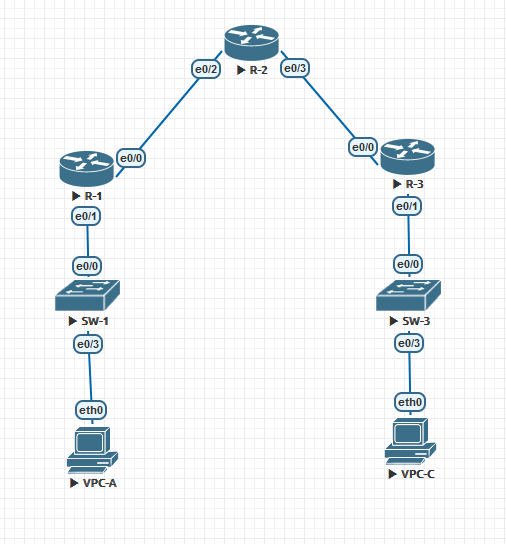 e0/2
R-2
e0/3
e0/0
e0/0
R-1
R-3
e0/1
e0/1
e0/0
e0/0
SW-1
SW-3
e0/3
e0/3
eth0
eth0
VPC-A
VPC-C